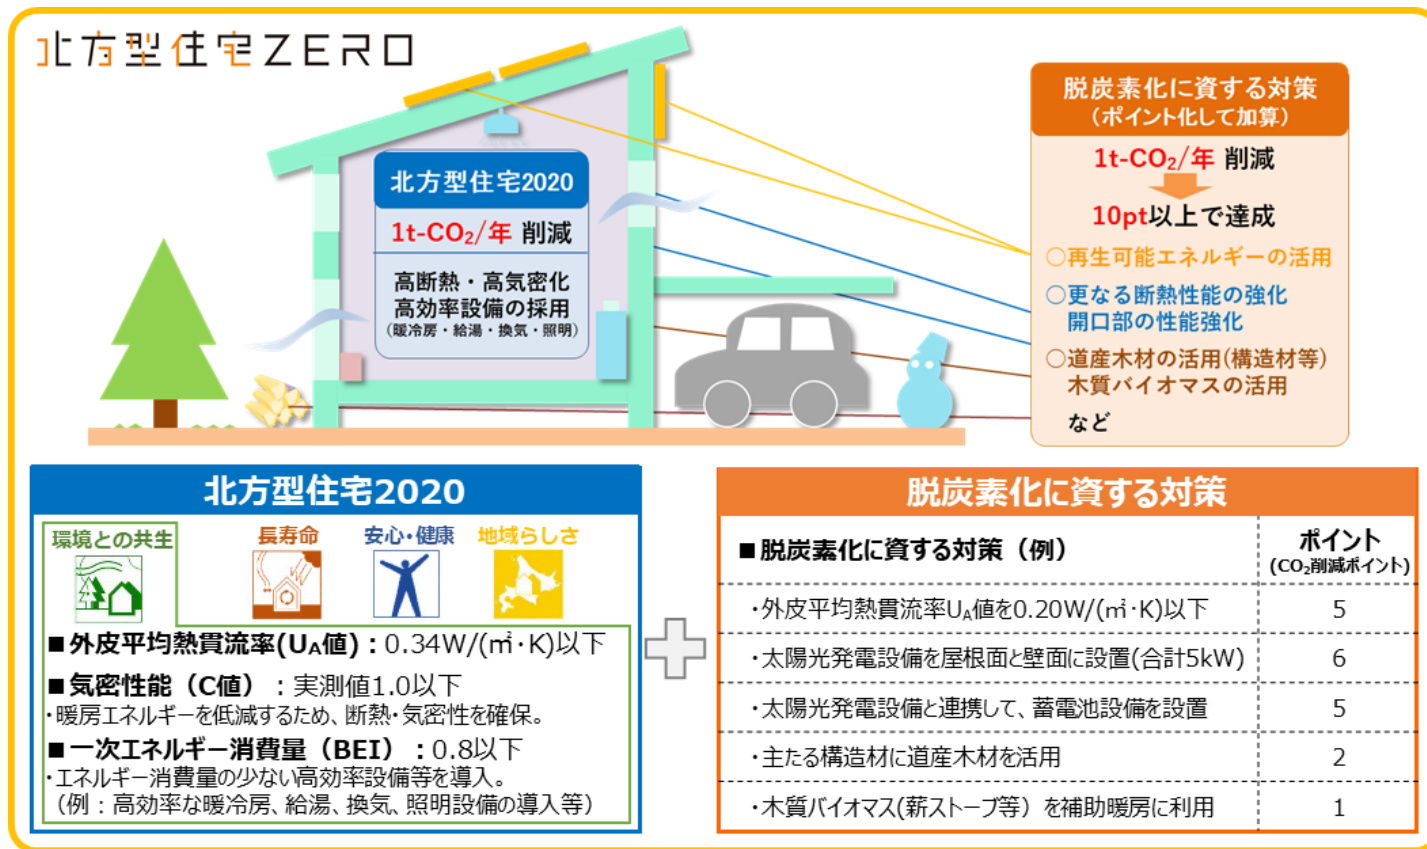 北方型住宅ZERO
北方型住宅2020
1t-CO₂/年 削減
高断熱・高気密化
高効率設備の採用
(暖冷房・給湯・換気・照明)
脱炭素化に資する対策
(ポイント化して加算)
1t-CO₂/年 削減
10pt以上で達成
○再生可能エネルギーの活用
○更なる断熱性能の強化
開口部の性能強化
○道産木材の活用(構造材等)
木質バイオマスの活用
など
北方型住宅2020
環境との共生 長寿命 安心・健康 地域らしさ
■外皮平均熱貫流率(UA値)：0.34W/(㎡・K)以下
■気密性能（C値）：実測値1.0以下
・暖房エネルギーを低減するため、断熱・気密性を確保。
■一次エネルギー消費量（BEI）：0.8以下
・エネルギー消費量の少ない高効率設備等を導入。
（例：高効率な暖冷房、給湯、換気、照明設備の導入等）
脱炭素化に資する対策
■脱炭素化に資する対策（例） ポイント
(CO₂削減ポイント)
・外皮平均熱貫流率UA値を0.20W/(㎡・K)以下 5
・太陽光発電設備を屋根面と壁面に設置(合計5kW) 6
・太陽光発電設備と連携して、蓄電池設備を設置 5
・主たる構造材に道産木材を活用 2
・木質バイオマス(薪ストーブ等）を補助暖房に利用 1